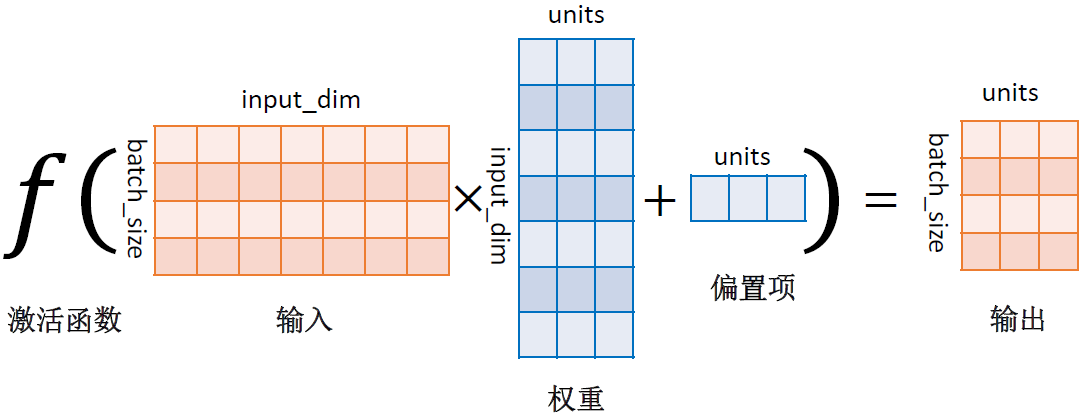 units
input_dim
units
batch_size
input_dim
units
batch_size
f ( × + ) =
激活函数
输入
权重
偏置项
输出